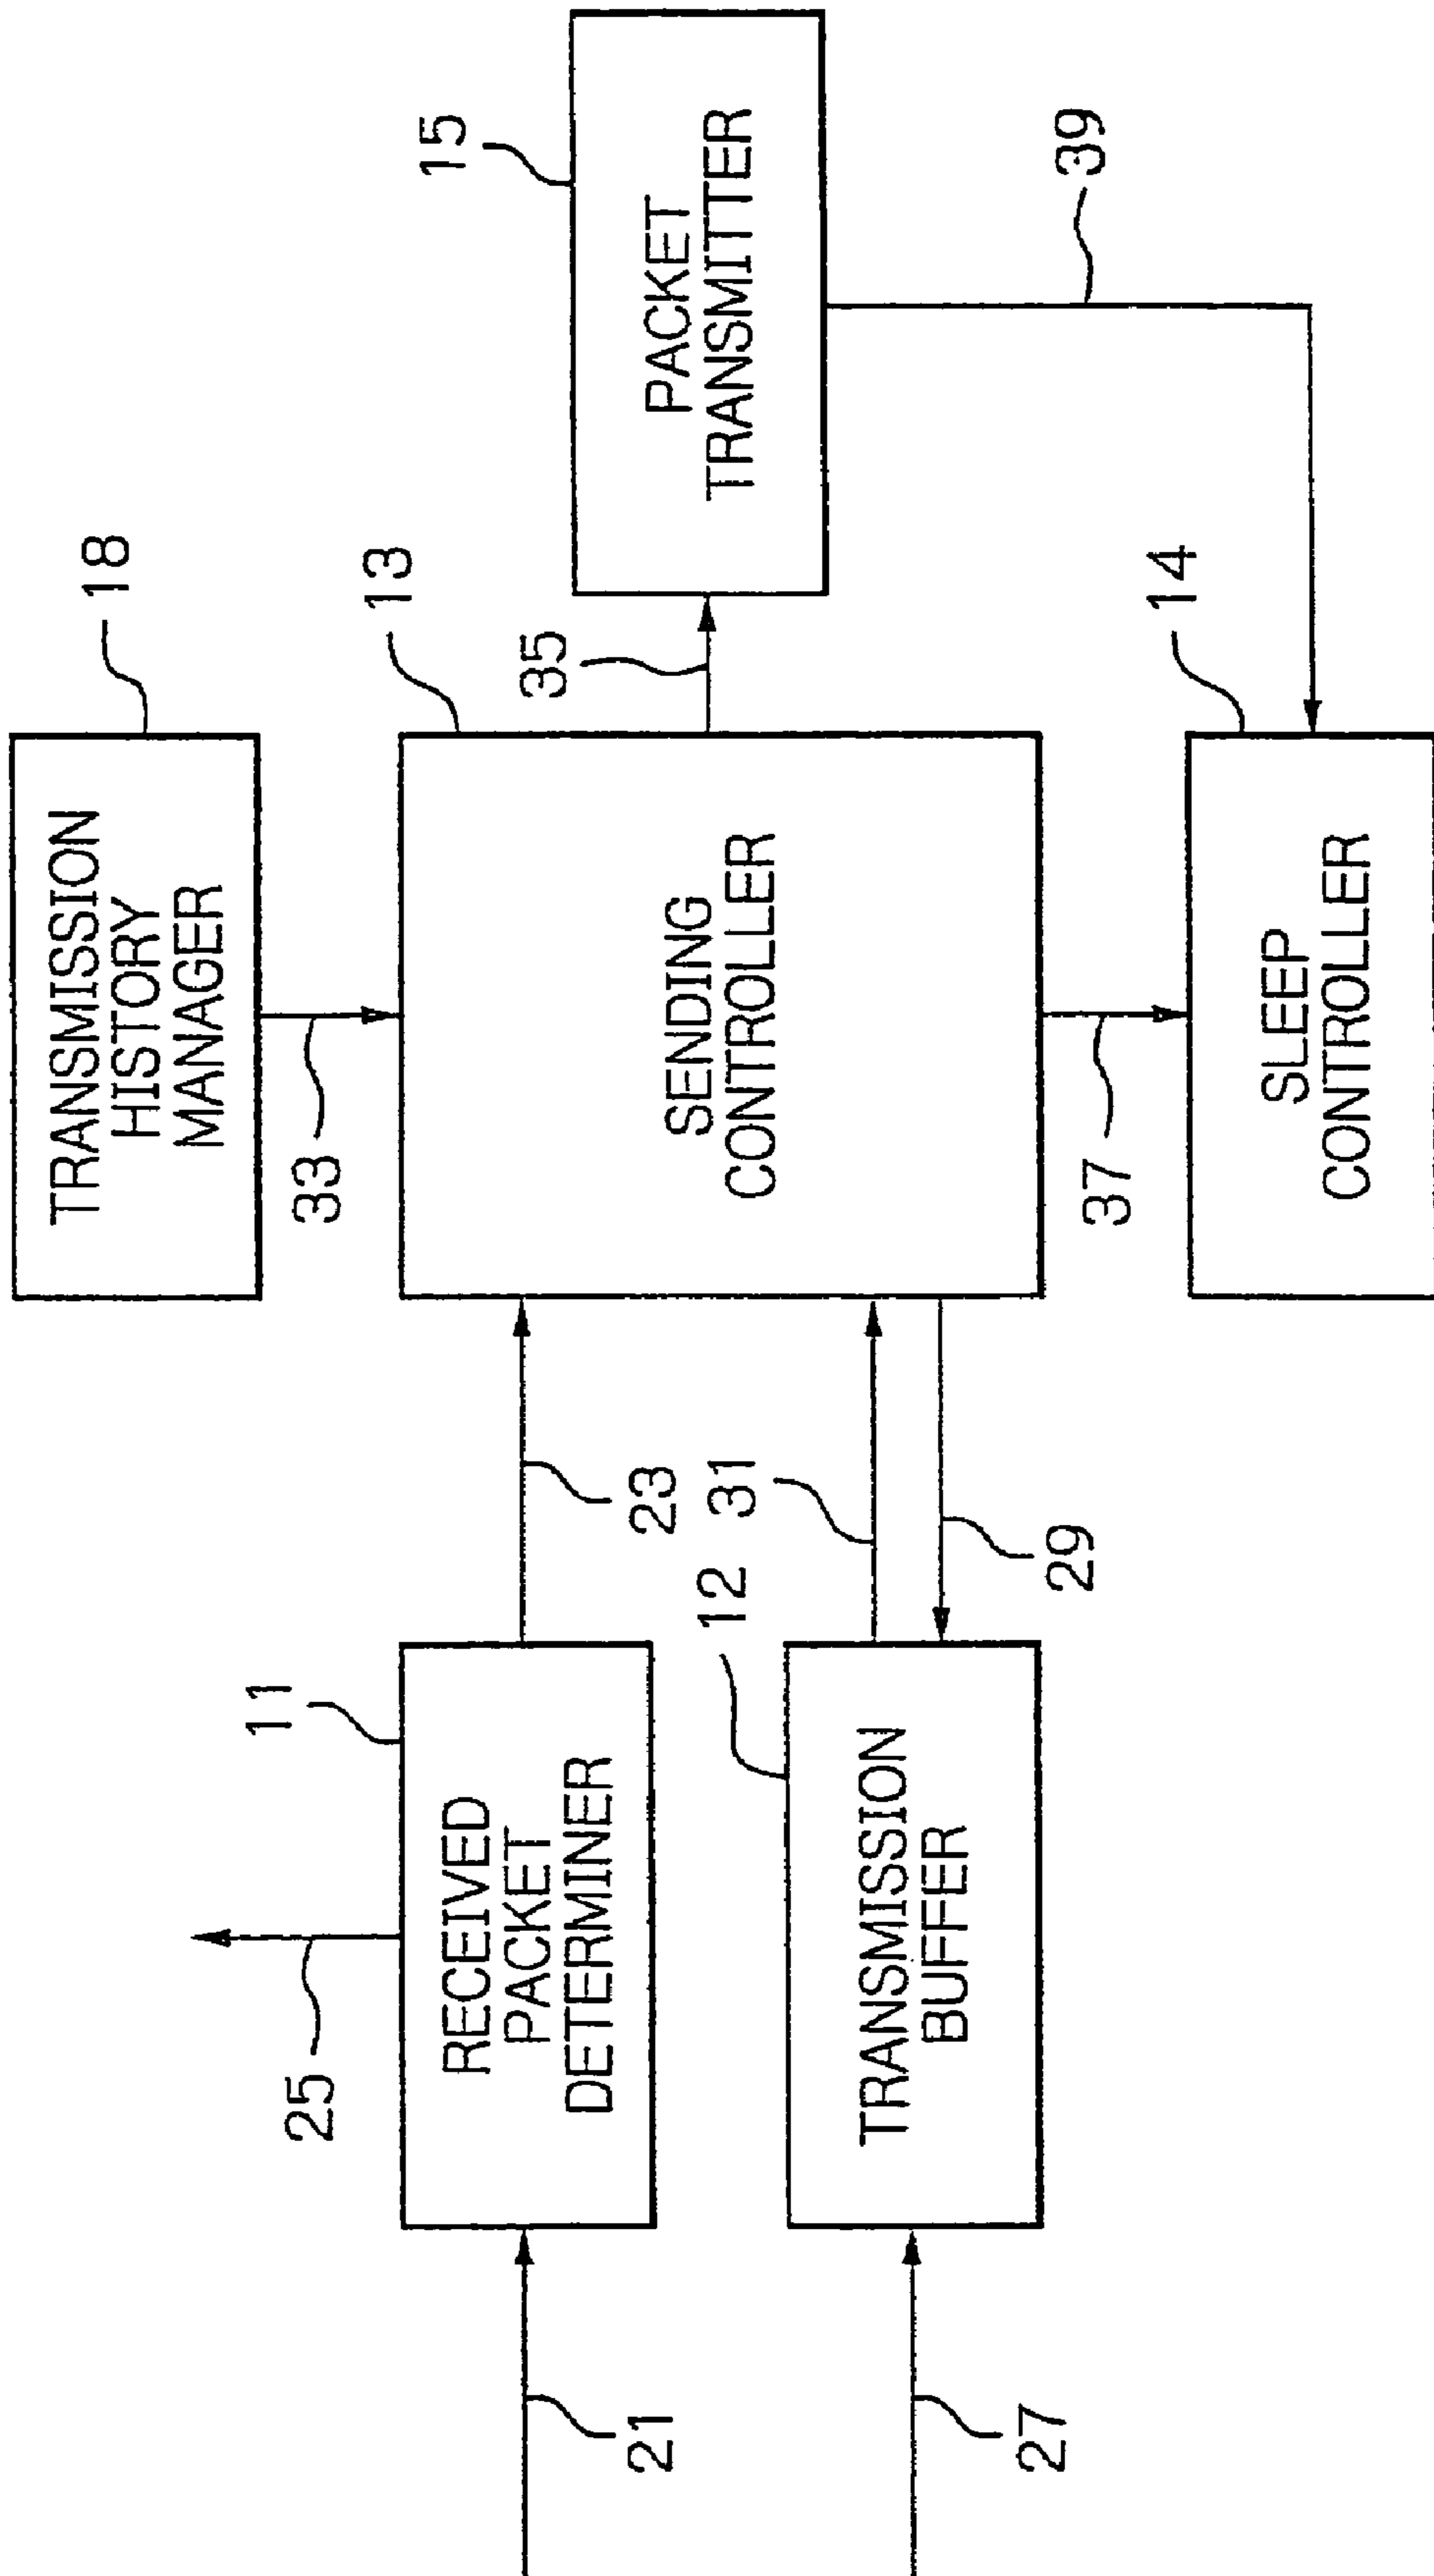 TRANSMISSION
HISTORY
MANAGER
18
33
25
11
RECEIVED
PACKET
DETERMINER
21
23
13
SENDING
CONTROLLER
35
15
PACKET
TRANSMITTER
39
12
TRANSMISSION
BUFFER
27
31
29
37
14
SLEEP
CONTROLLER